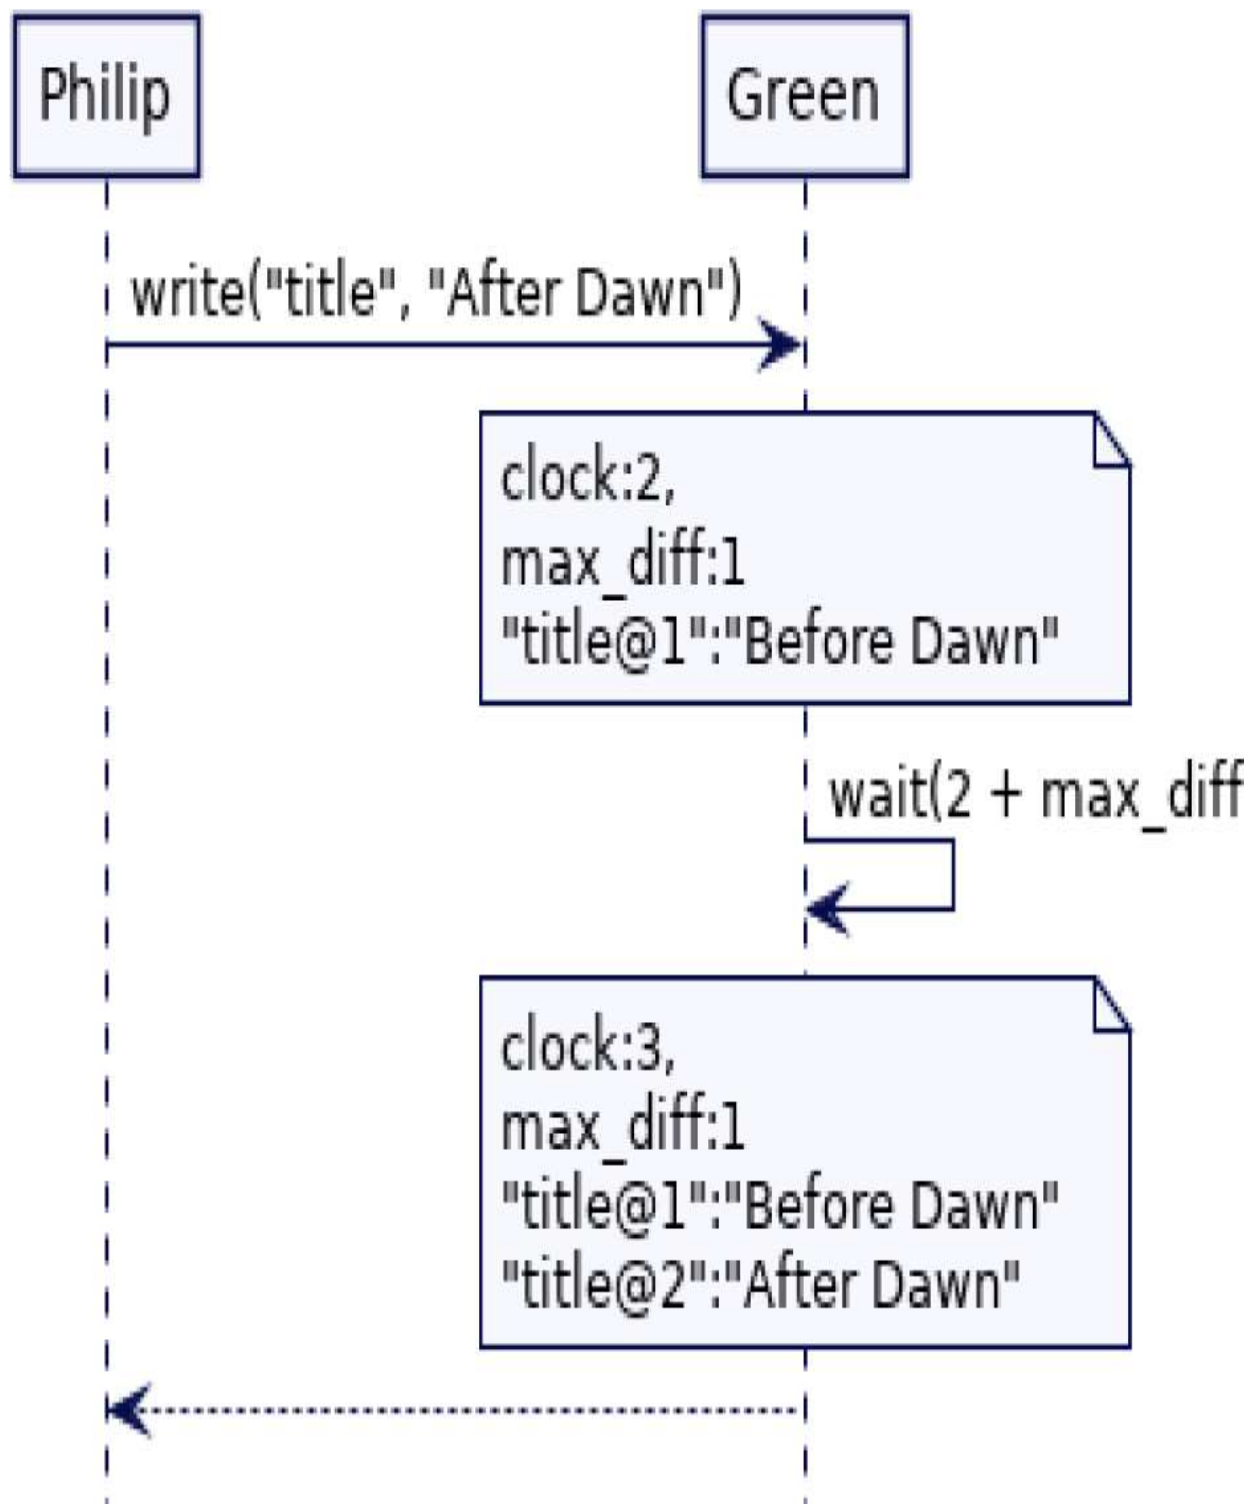 Philip
Green
write("title", "After Dawn")
clock:2,
max_diff:1
"title@1":"Before Dawn"
wait(2 + max_diff
clock:3,
max_diff:1
"title@1":"Before Dawn"
"title@2":"After Dawn"